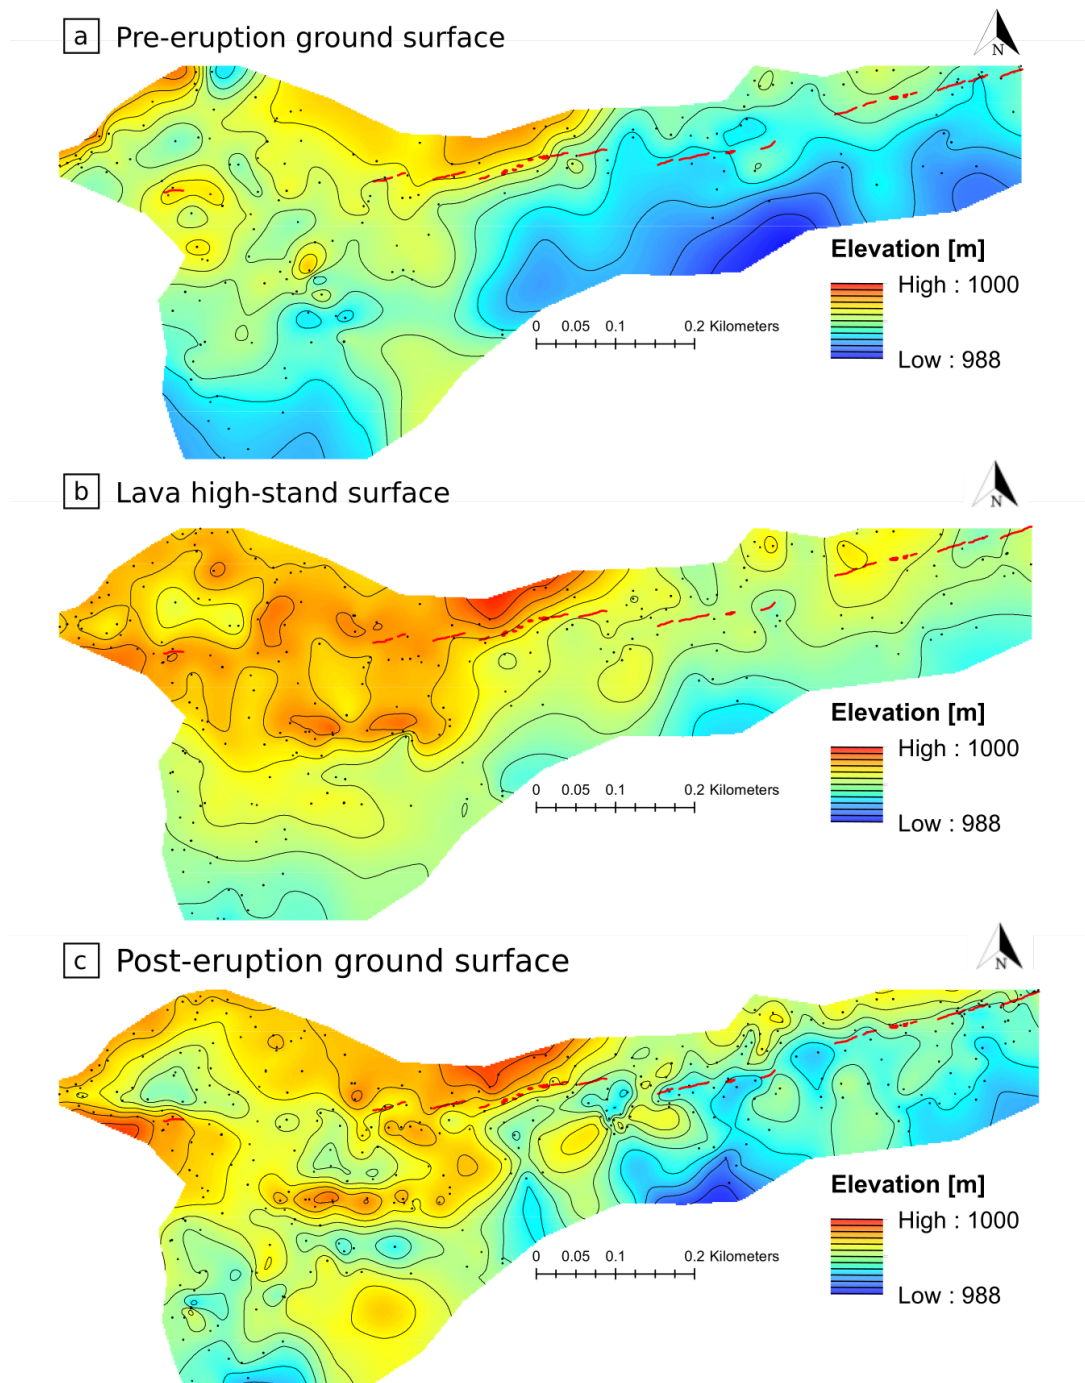 a Pre-eruption ground surface
N
Elevation [m]
High : 1000
Low : 988
0 0.05 0.1 0.2 Kilometers
b Lava high-stand surface
N
Elevation [m]
High : 1000
Low : 988
0 0.05 0.1 0.2 Kilometers
c Post-eruption ground surface
N
Elevation [m]
High : 1000
Low : 988
0 0.05 0.1 0.2 Kilometers